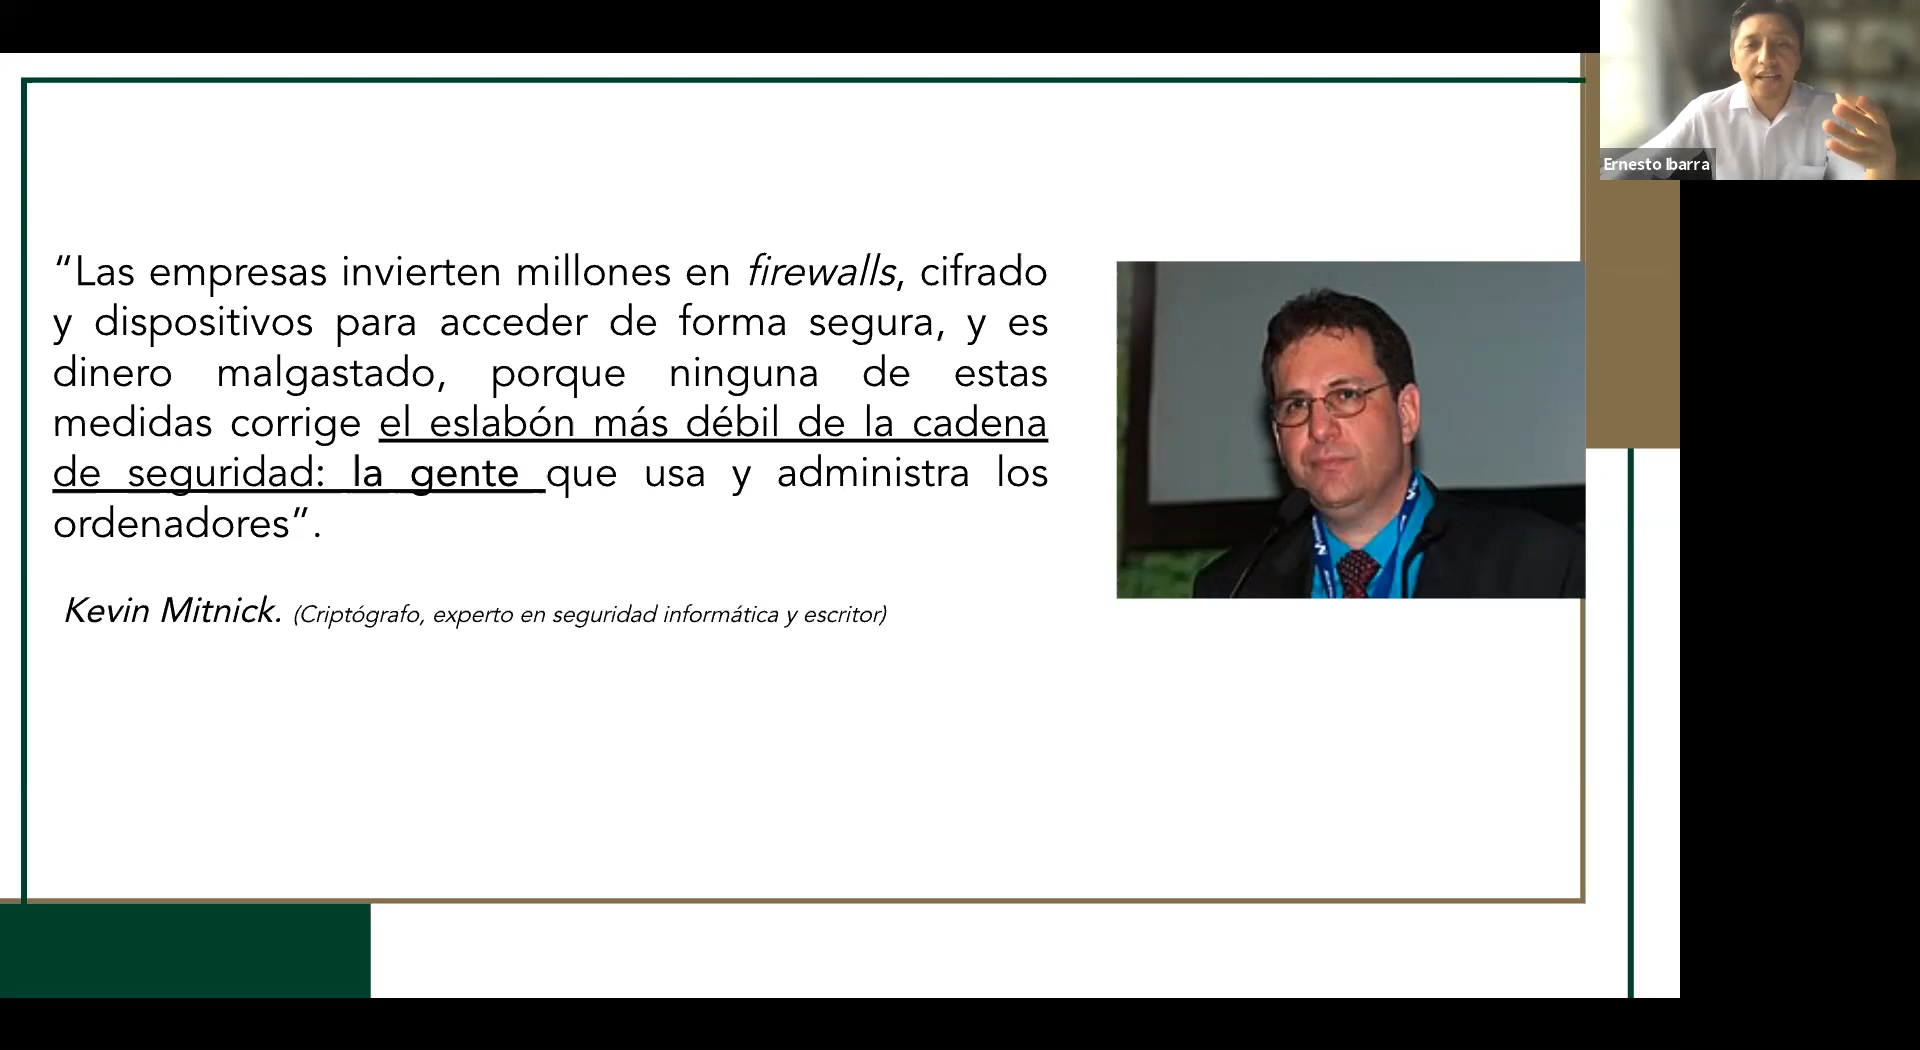 “Las empresas invierten millones en firewalls, cifrado
y dispositivos para acceder de forma segura, y es
dinero malgastado, porque ninguna de estas
medidas corrige el eslabón más débil de la cadena
de seguridad: la gente que usa y administra los
ordenadores”.
Kevin Mitnick. (Criptógrafo, experto en seguridad informática y escritor)
Ernesto Ibarra